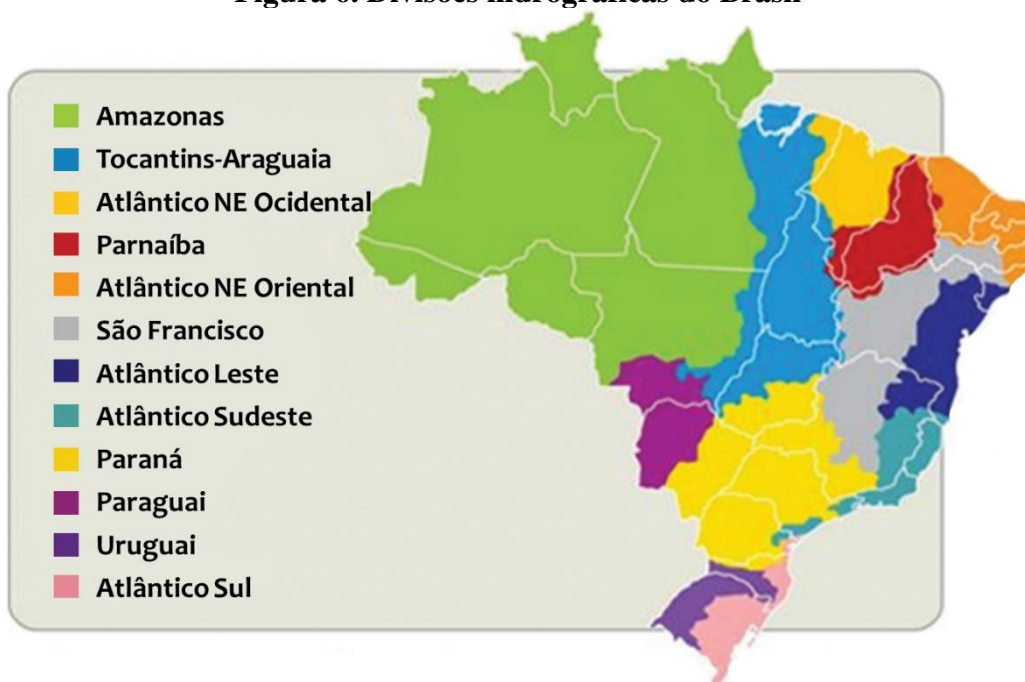 Figura 6. Divisões hidrográficas do Brasil
Amazonas
Tocantins-Araguaia
Atlântico NE Ocidental
Parnaíba
Atlântico NE Oriental
São Francisco
Atlântico Leste
Atlântico Sudeste
Paraná
Paraguai
Uruguai
Atlântico Sul